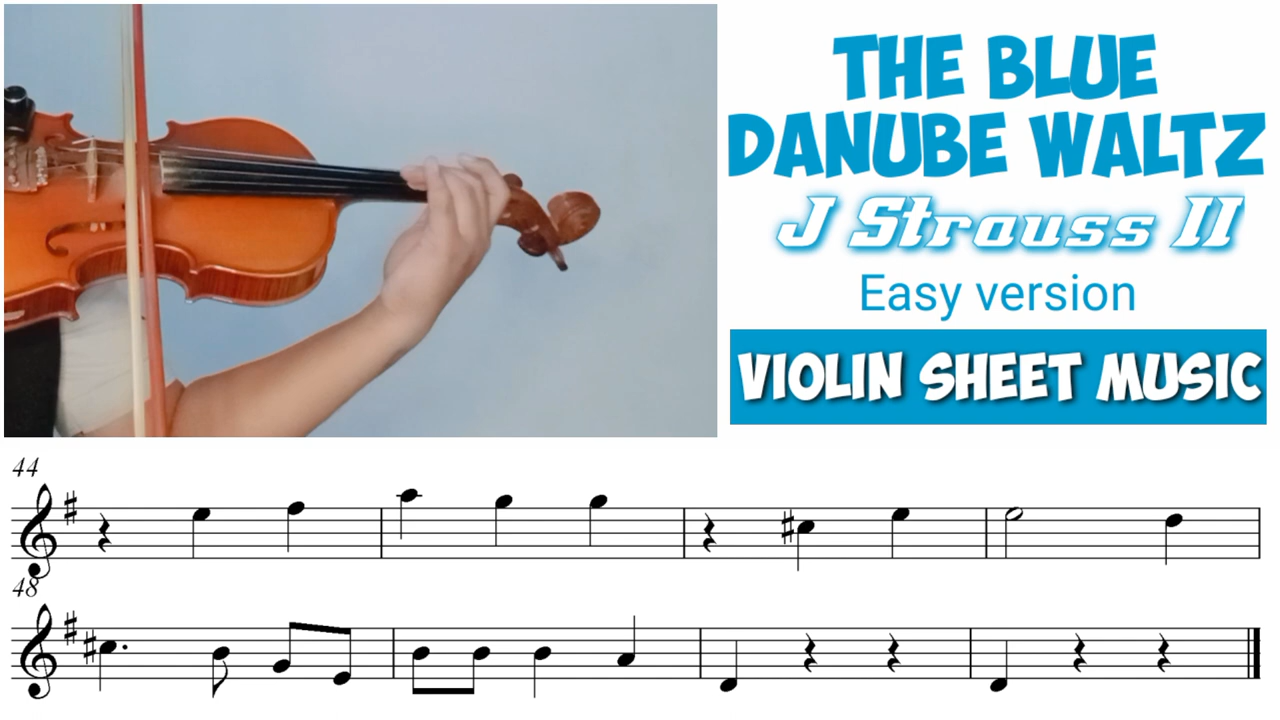 THE BLUE
DANUBE WALTZ
J Strauss II
Easy version
VIOLIN SHEET MUSIC
44
48